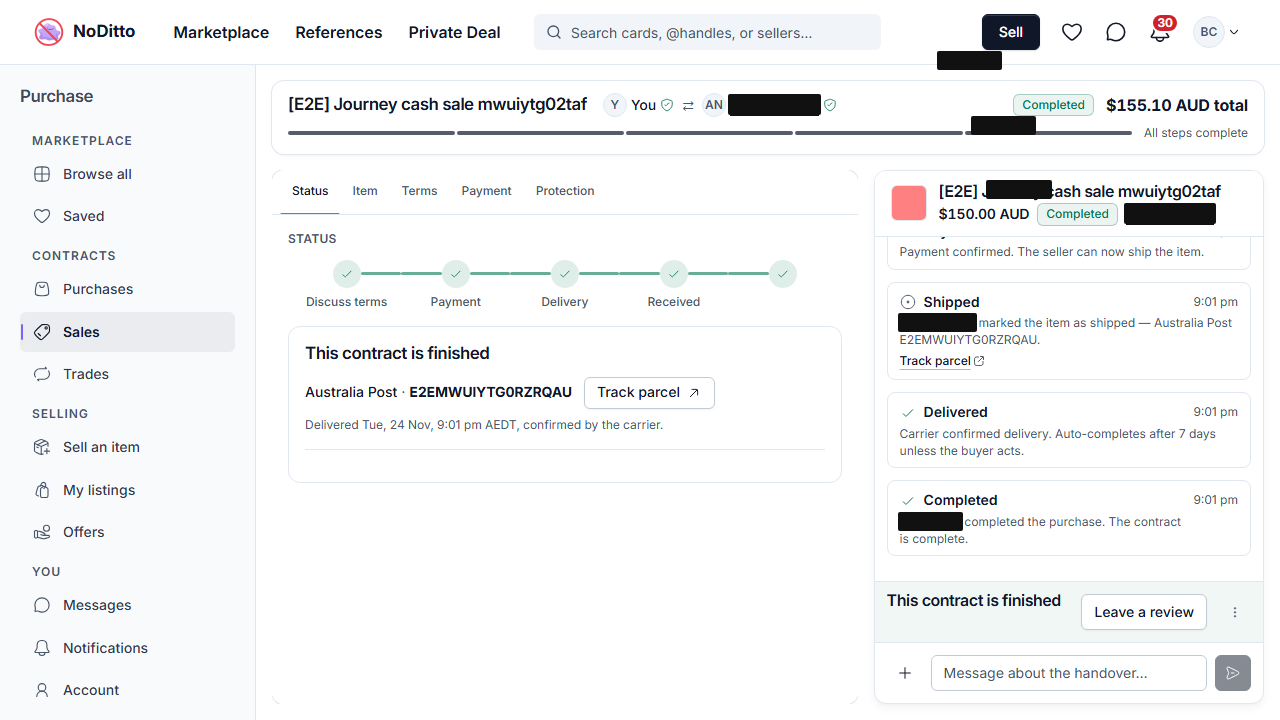 NoDitto
Marketplace
References
Private Deal
Search cards, @handles, or sellers...
Sell
30
BC
Purchase
MARKETPLACE
Browse all
Saved
CONTRACTS
Purchases
Sales
Trades
SELLING
Sell an item
My listings
Offers
YOU
Messages
Notifications
Account
[E2E] Journey cash sale mwuiytg02taf
Y You
AN
Completed
$155.10 AUD total
All steps complete
Status
Item
Terms
Payment
Protection
STATUS
Discuss terms
Payment
Delivery
Received
This contract is finished
Australia Post · E2EMWUIYTG0RZRQAU
Track parcel
Delivered Tue, 24 Nov, 9:01 pm AEDT, confirmed by the carrier.
[E2E] cash sale mwuiytg02taf
$150.00 AUD
Completed
Payment confirmed. The seller can now ship the item.
Shipped
9:01 pm
marked the item as shipped — Australia Post
E2EMWUIYTG0RZRQAU.
Track parcel
Delivered
9:01 pm
Carrier confirmed delivery. Auto-completes after 7 days
unless the buyer acts.
Completed
9:01 pm
completed the purchase. The contract
is complete.
This contract is finished
Leave a review
Message about the handover...